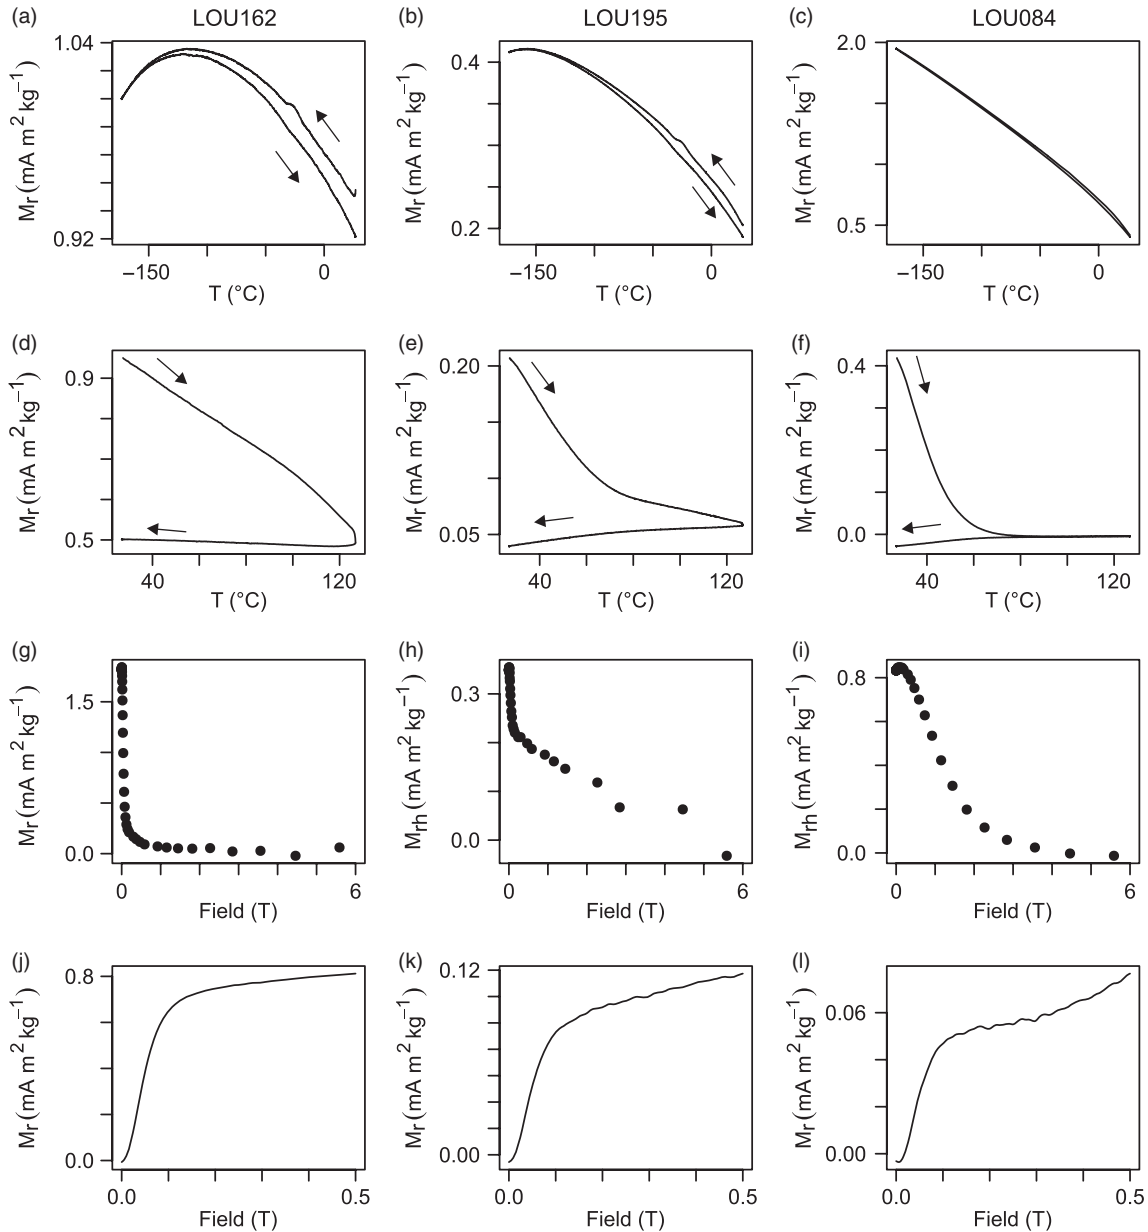 (a) LOU162 (b) LOU195 (c) LOU084
1.04
0.92
Mr (mA m2 kg−1)
−150 0
T (°C)
0.4
0.2
Mr (mA m2 kg−1)
−150 0
T (°C)
2.0
0.5
Mr (mA m2 kg−1)
−150 0
T (°C)
(d)
0.9
0.5
Mr (mA m2 kg−1)
40 120
T (°C)
(e)
0.20
0.05
Mr (mA m2 kg−1)
40 120
T (°C)
(f)
0.4
0.0
Mr (mA m2 kg−1)
40 120
T (°C)
(g)
1.5
0.0
Mr (mA m2 kg−1)
0 6
Field (T)
(h)
0.3
0.0
Mrh (mA m2 kg−1)
0 6
Field (T)
(i)
0.8
0.0
Mrh (mA m2 kg−1)
0 6
Field (T)
(j)
0.8
0.0
Mr (mA m2 kg−1)
0.0 0.5
Field (T)
(k)
0.12
0.00
Mr (mA m2 kg−1)
0.0 0.5
Field (T)
(l)
0.06
0.00
Mr (mA m2 kg−1)
0.0 0.5
Field (T)